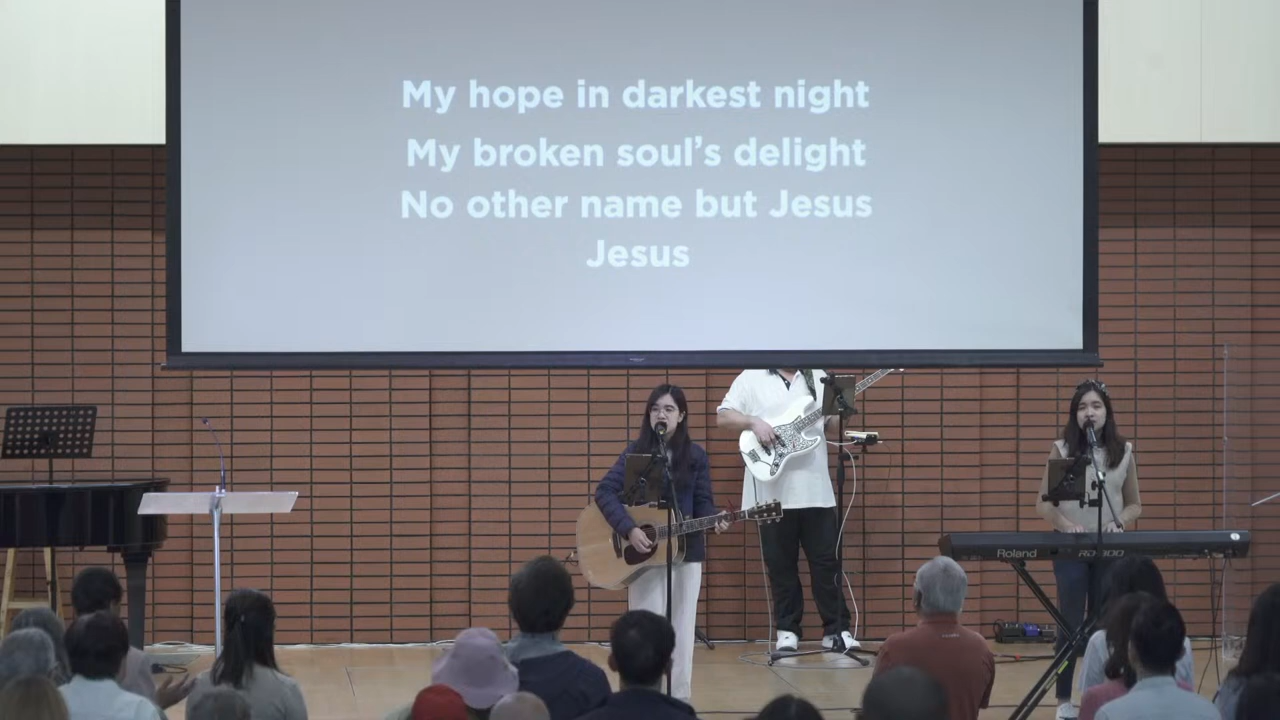 My hope in darkest night
My broken soul's delight
No other name but Jesus
Jesus
Roland